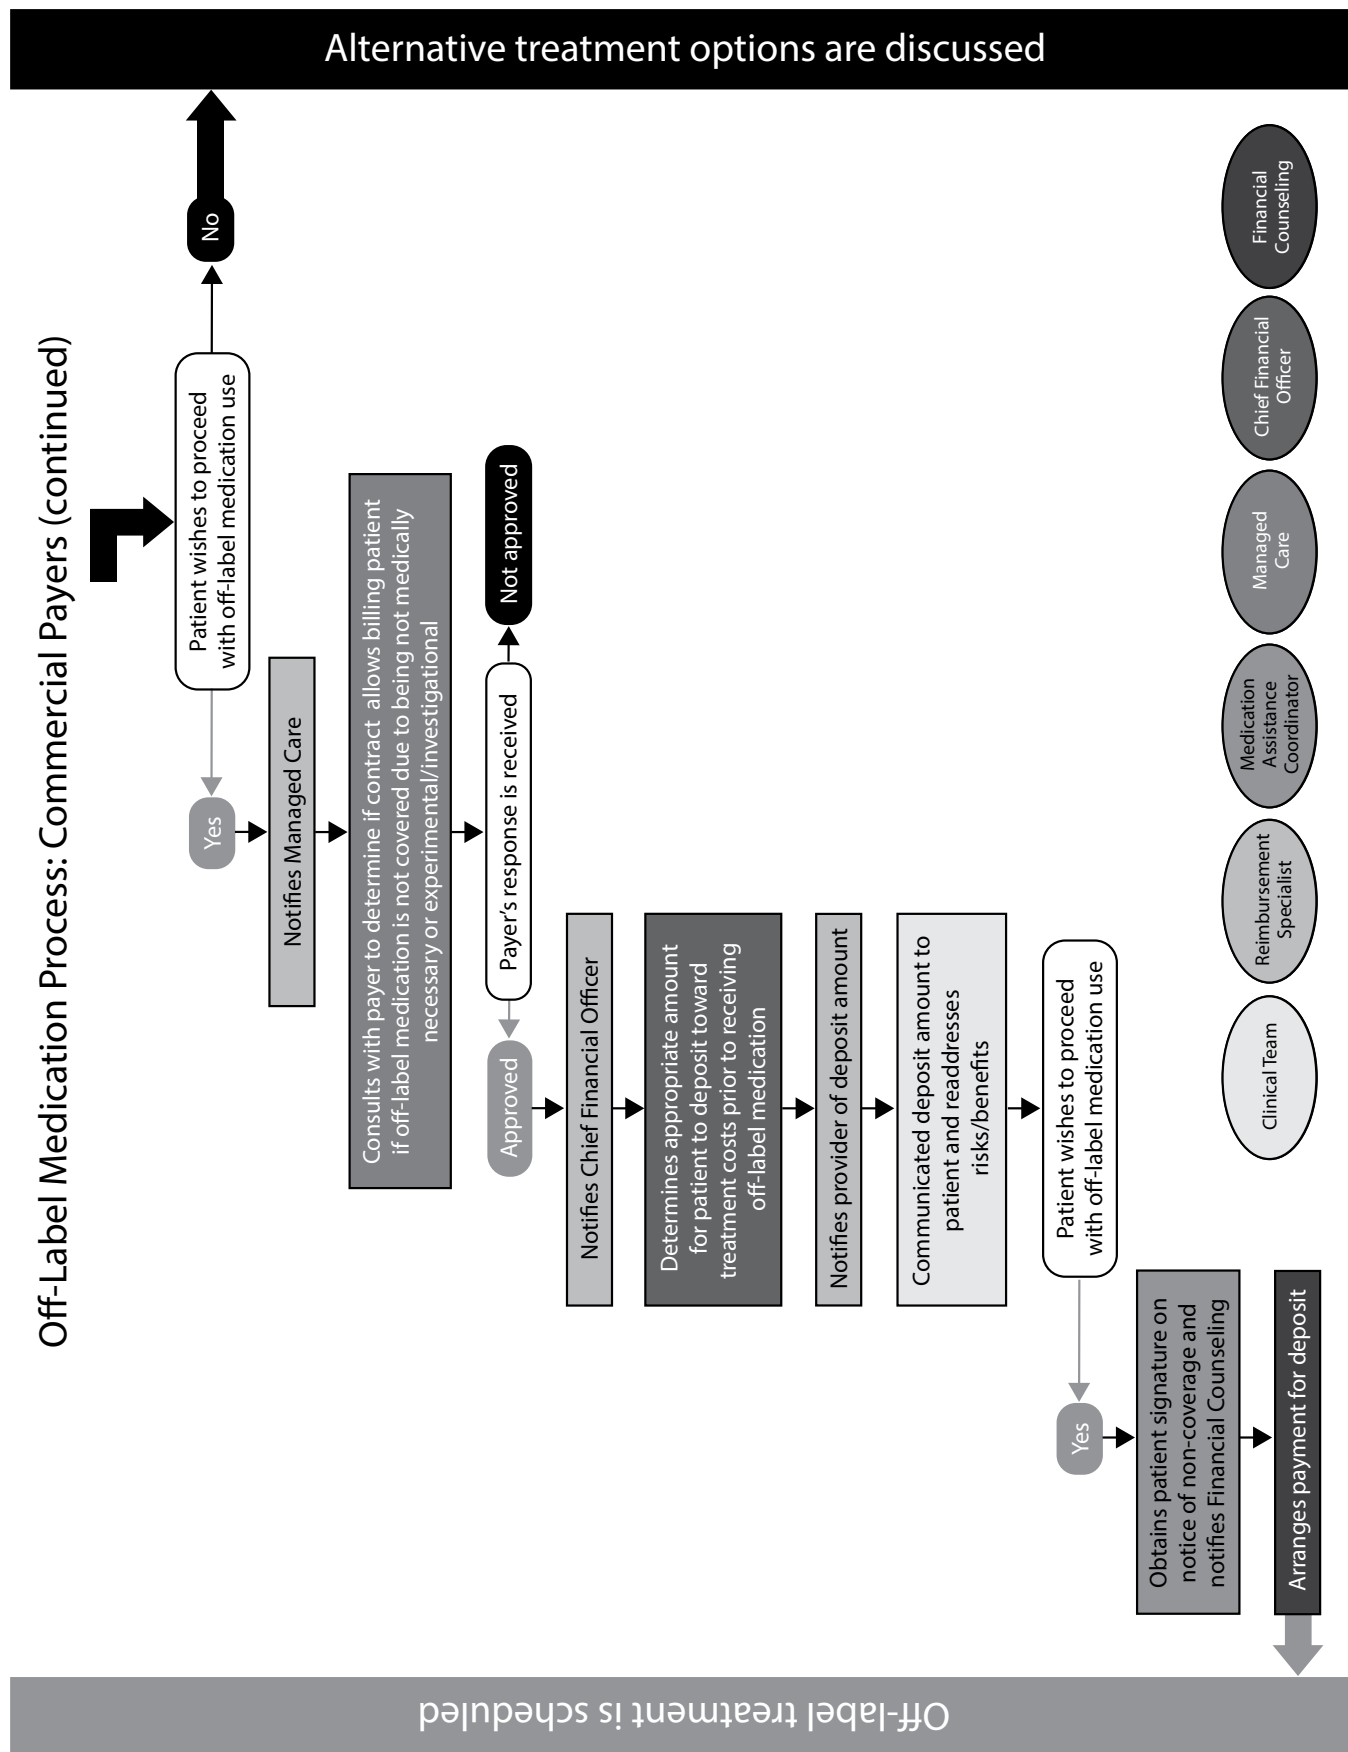 Off-Label Medication Process: Commercial Payers (continued)
Alternative treatment options are discussed
Patient wishes to proceed
with off-label medication use
No
Yes
Notifies Managed Care
Consults with payer to determine if contract allows billing patient
if off-label medication is not covered due to being not medically
necessary or experimental/investigational
Payer's response is received
Not approved
Approved
Notifies Chief Financial Officer
Determines appropriate amount
for patient to deposit toward
treatment costs prior to receiving
off-label medication
Notifies provider of deposit amount
Communicated deposit amount to
patient and readdresses
risks/benefits
Patient wishes to proceed
with off-label medication use
Yes
Obtains patient signature on
notice of non-coverage and
notifies Financial Counseling
Arranges payment for deposit
Off-label treatment is scheduled
Clinical Team
Reimbursement
Specialist
Medication
Assistance
Coordinator
Managed
Care
Chief Financial
Officer
Financial
Counseling